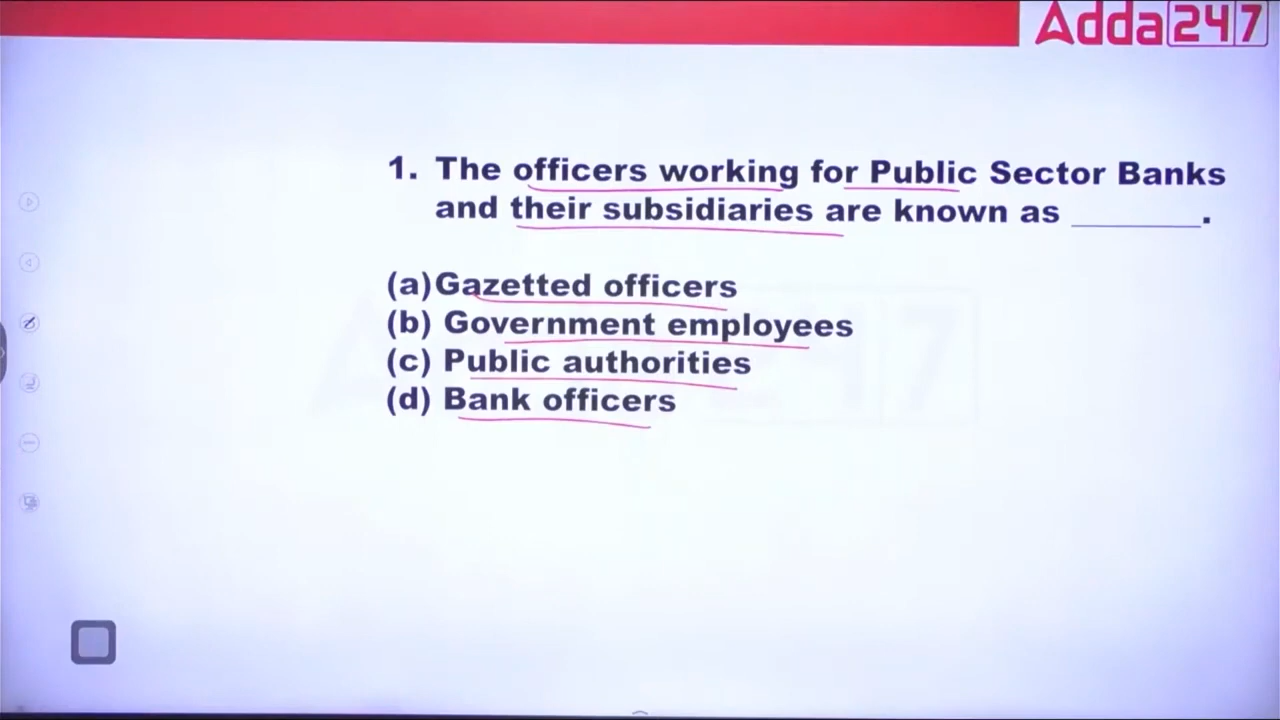 Adda247
1. The officers working for Public Sector Banks
and their subsidiaries are known as ________.
(a)Gazetted officers
(b) Government employees
(c) Public authorities
(d) Bank officers